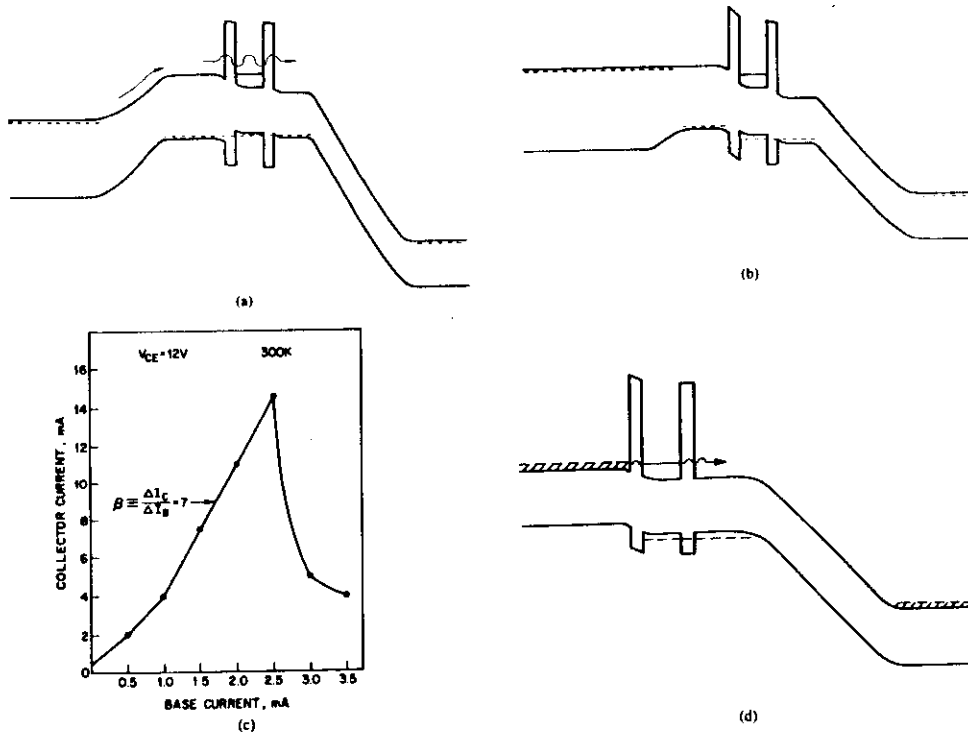 (a)
(b)
V_CE = 12V 300K
COLLECTOR CURRENT, mA
16
14
12
10
8
6
4
2
0
β ≡ ΔI_C / ΔI_B = 7
0.5 1.0 1.5 2.0 2.5 3.0 3.5
BASE CURRENT, mA
(c)
(d)